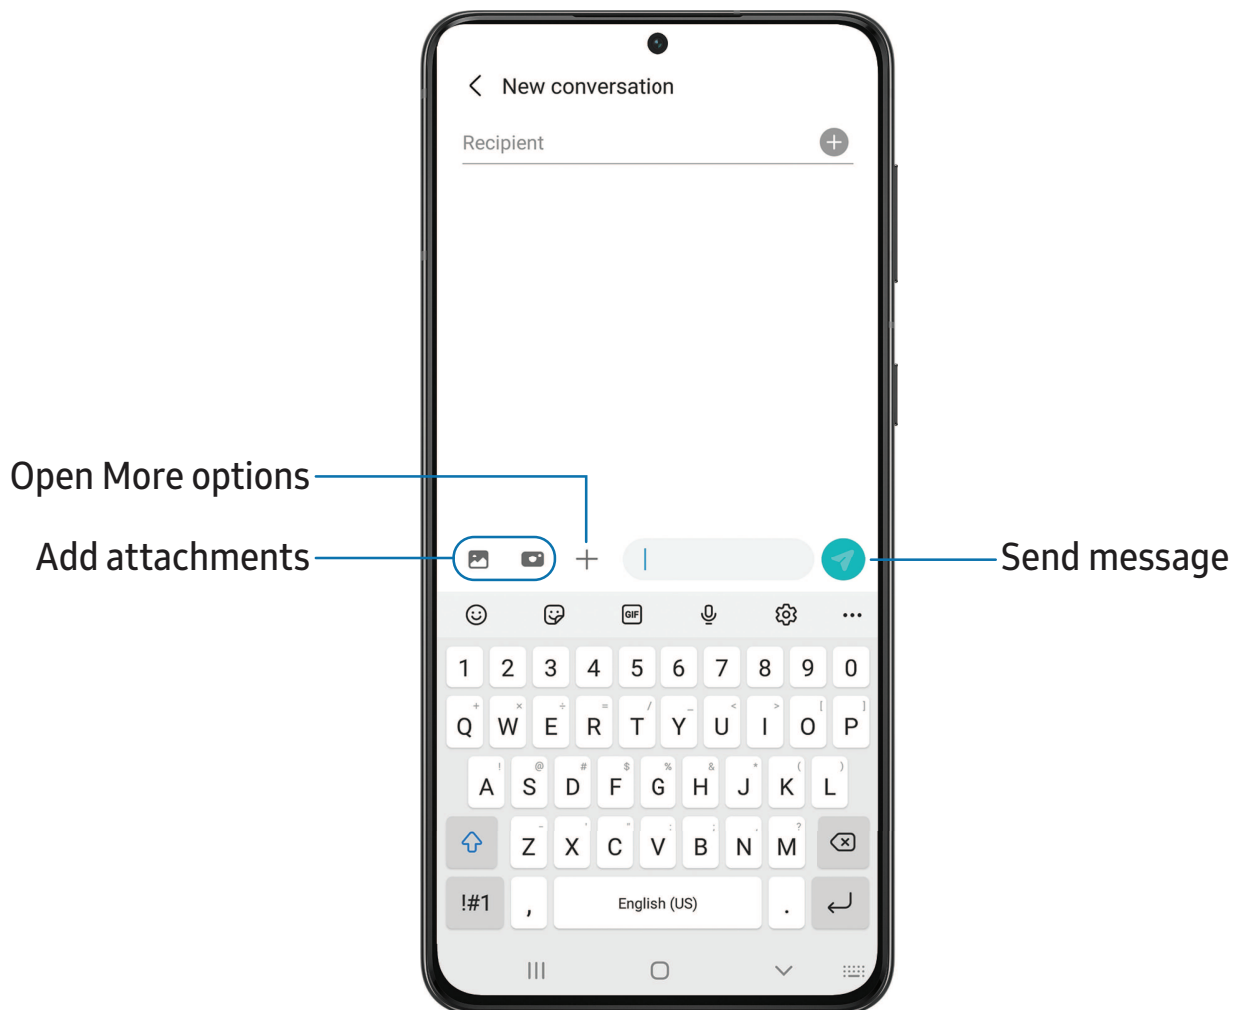 New conversation
Recipient
Open More options
Add attachments
Send message
GIF
1 2 3 4 5 6 7 8 9 0
+ × ÷ = / _ < > [ ]
Q W E R T Y U I O P
! @ # $ % & * ( )
A S D F G H J K L
- ' " : ; , ?
Z X C V B N M
!#1 , English (US) .